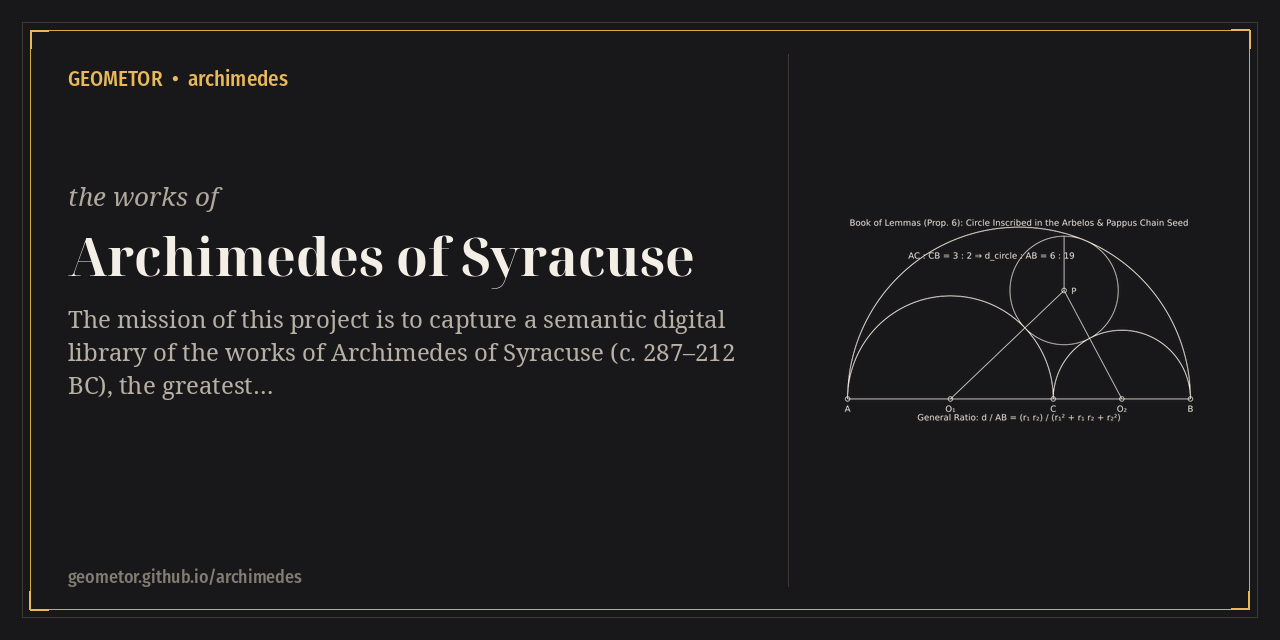 GEOMETOR • archimedes
the works of
Archimedes of Syracuse
The mission of this project is to capture a semantic digital
library of the works of Archimedes of Syracuse (c. 287–212
BC), the greatest…
geometor.github.io/archimedes
Book of Lemmas (Prop. 6): Circle Inscribed in the Arbelos & Pappus Chain Seed
AC : CB = 3 : 2 ⇒ d_circle : AB = 6 : 19
P
A O₁ C O₂ B
General Ratio: d / AB = (r₁ r₂) / (r₁² + r₁ r₂ + r₂²)